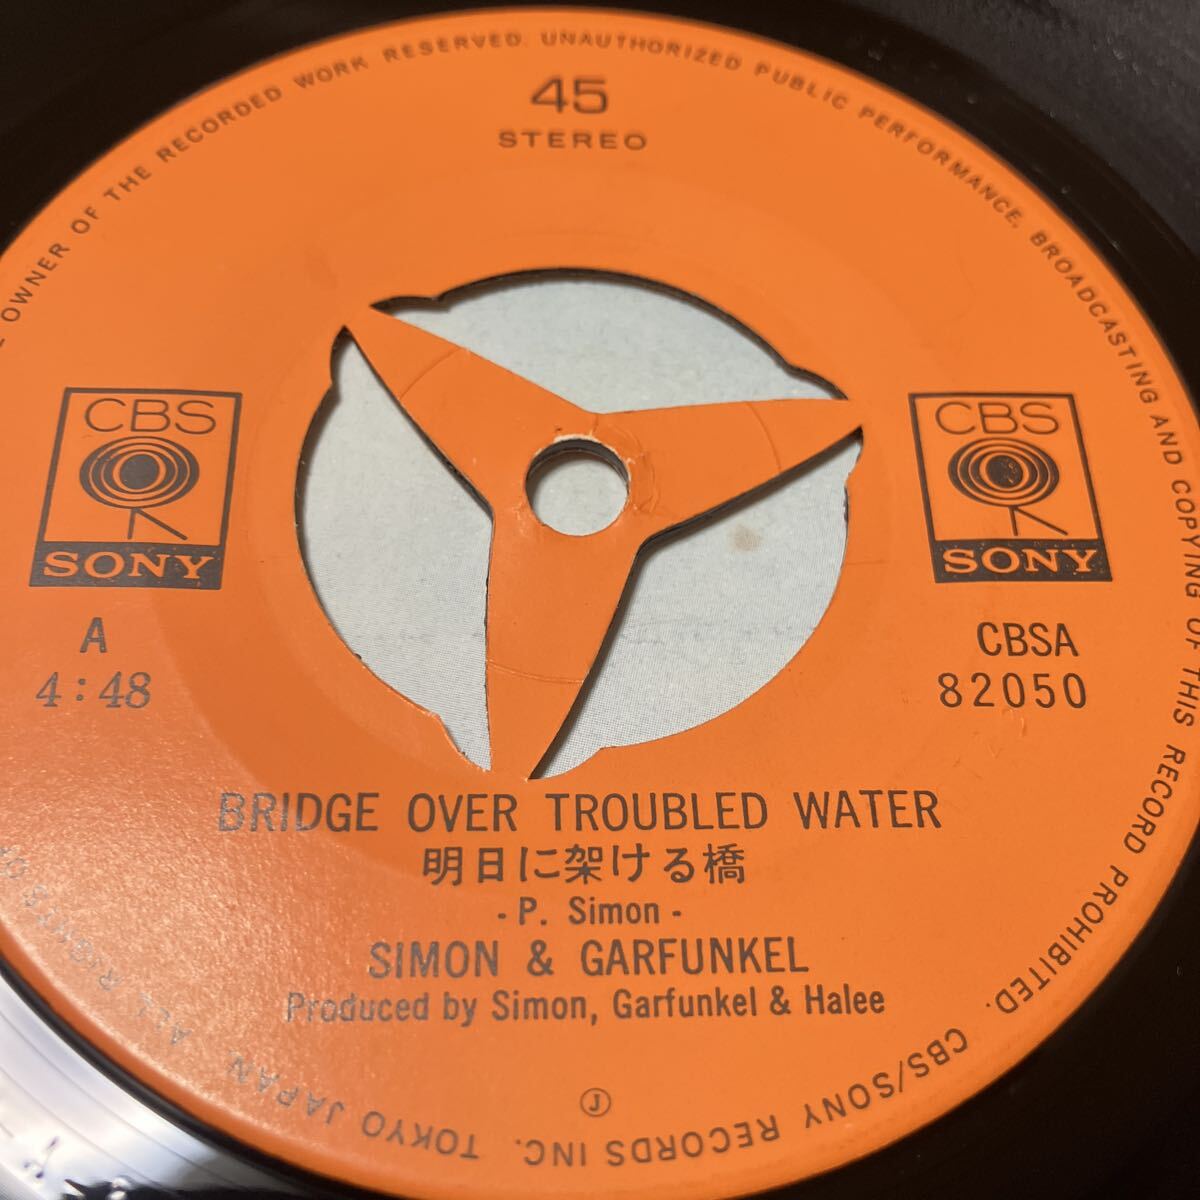 OWNER OF THE RECORDED WORK RESERVED. UNAUTHORIZED PUBLIC PERFORMANCE, BROADCASTING AND COPYING OF THIS RECORD PROHIBITED. CBS/SONY RECORDS INC. TOKYO JAPAN. ALL RIGHTS OF
45
STEREO
CBS
SONY
CBS
SONY
A
4:48
CBSA
82050
BRIDGE OVER TROUBLED WATER
明日に架ける橋
- P. Simon -
SIMON & GARFUNKEL
Produced by Simon, Garfunkel & Halee
J